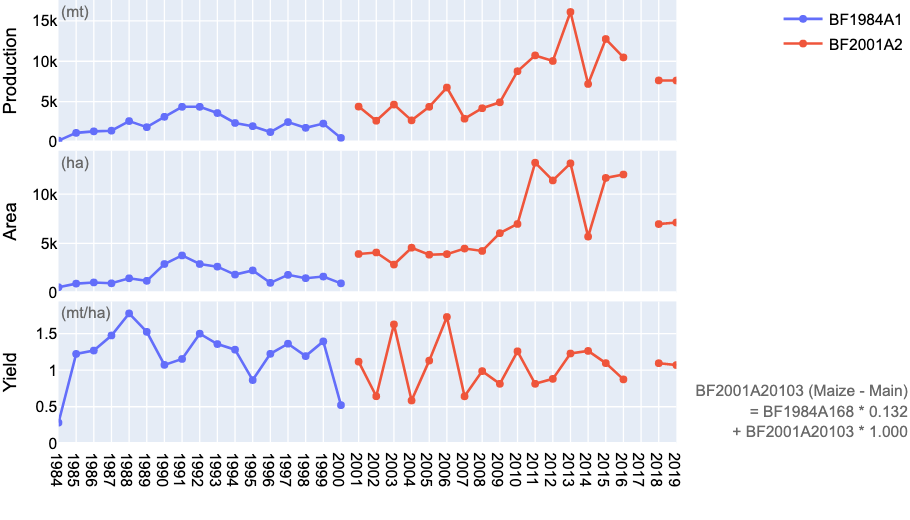 (mt)
15k
10k
5k
0
Production
(ha)
10k
5k
0
Area
(mt/ha)
1.5
1
0.5
0
Yield
1984
1985
1986
1987
1988
1989
1990
1991
1992
1993
1994
1995
1996
1997
1998
1999
2000
2001
2002
2003
2004
2005
2006
2007
2008
2009
2010
2011
2012
2013
2014
2015
2016
2017
2018
2019
BF1984A1
BF2001A2
BF2001A20103 (Maize - Main)
= BF1984A168 * 0.132
+ BF2001A20103 * 1.000